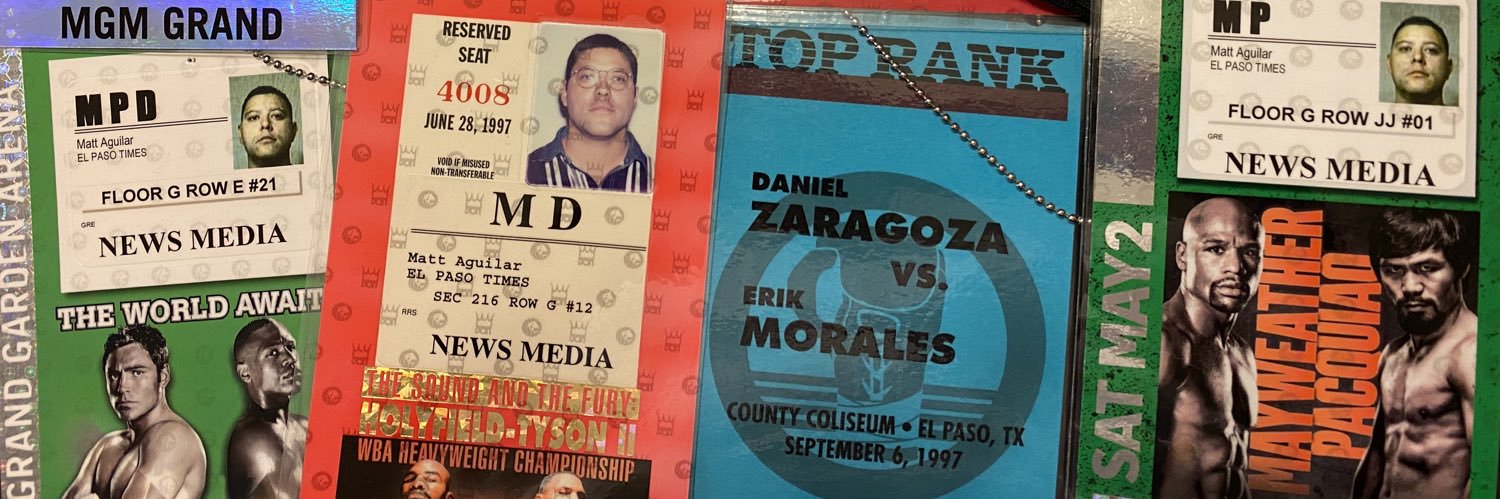 MGM GRAND
GRAND GARDEN ARENA
MPD
Matt Aguilar
EL PASO TIMES
FLOOR G ROW E #21
GRE
NEWS MEDIA
THE WORLD AWAIT
RESERVED
SEAT
4008
JUNE 28, 1997
VOID IF MISUSED
NON-TRANSFERABLE
M D
Matt Aguilar
EL PASO TIMES
SEC 216 ROW G #12
RRS
NEWS MEDIA
THE SOUND AND THE FURY
HOLYFIELD-TYSON II
WBA HEAVYWEIGHT CHAMPIONSHIP
TOP RANK
DANIEL
ZARAGOZA
VS.
ERIK
MORALES
COUNTY COLISEUM • EL PASO, TX
SEPTEMBER 6, 1997
MP
Matt Aguilar
EL PASO TIMES
FLOOR G ROW JJ #01
GRE
NEWS MEDIA
SAT MAY 2
MAYWEATHER
PACQUIAO